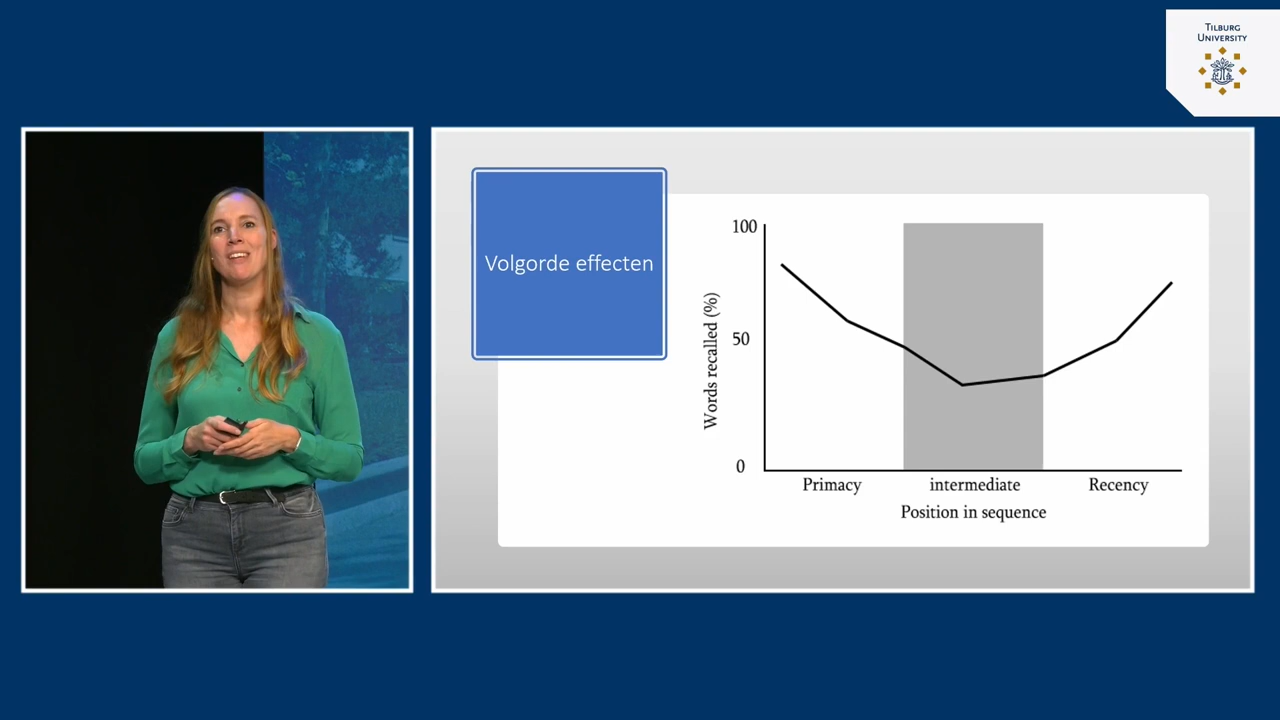 TILBURG
UNIVERSITY
Volgorde effecten
100
50
0
Words recalled (%)
Primacy
intermediate
Recency
Position in sequence